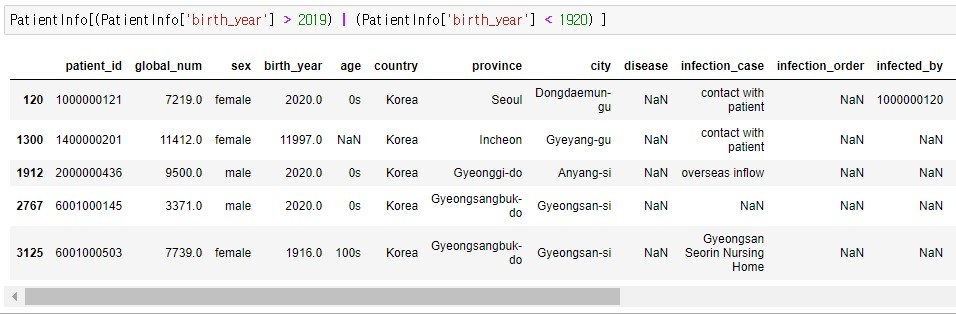 PatientInfo[(PatientInfo['birth_year'] > 2019) | (PatientInfo['birth_year'] < 1920) ]
patient_id global_num sex birth_year age country province city disease infection_case infection_order infected_by
120 1000000121 7219.0 female 2020.0 0s Korea Seoul Dongdaemun-gu NaN contact with patient NaN 1000000120
1300 1400000201 11412.0 female 11997.0 NaN Korea Incheon Gyeyang-gu NaN contact with patient NaN NaN
1912 2000000436 9500.0 male 2020.0 0s Korea Gyeonggi-do Anyang-si NaN overseas inflow NaN NaN
2767 6001000145 3371.0 male 2020.0 0s Korea Gyeongsangbuk-do Gyeongsan-si NaN NaN NaN NaN
3125 6001000503 7739.0 female 1916.0 100s Korea Gyeongsangbuk-do Gyeongsan-si NaN Gyeongsan Seorin Nursing Home NaN NaN